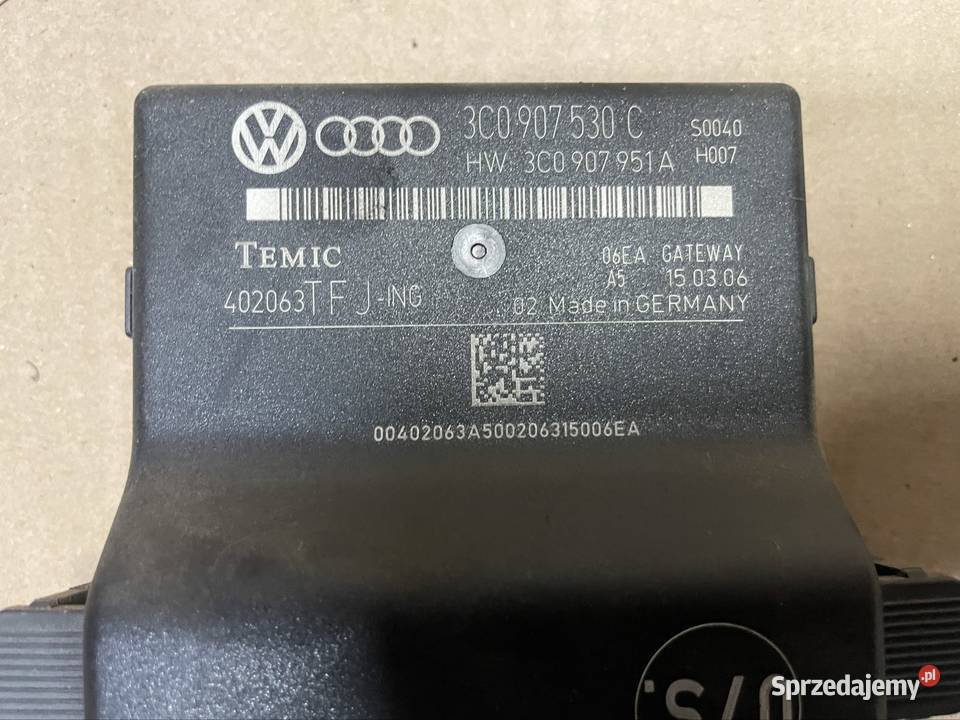 3C0 907 530 C S0040
HW 3C0 907 951 A H007
TEMIC 06EA GATEWAY
A5 15.03.06
402063TFJ-ING 02 Made in GERMANY
00402063A500206315006EA
Sprzedajemy.pl